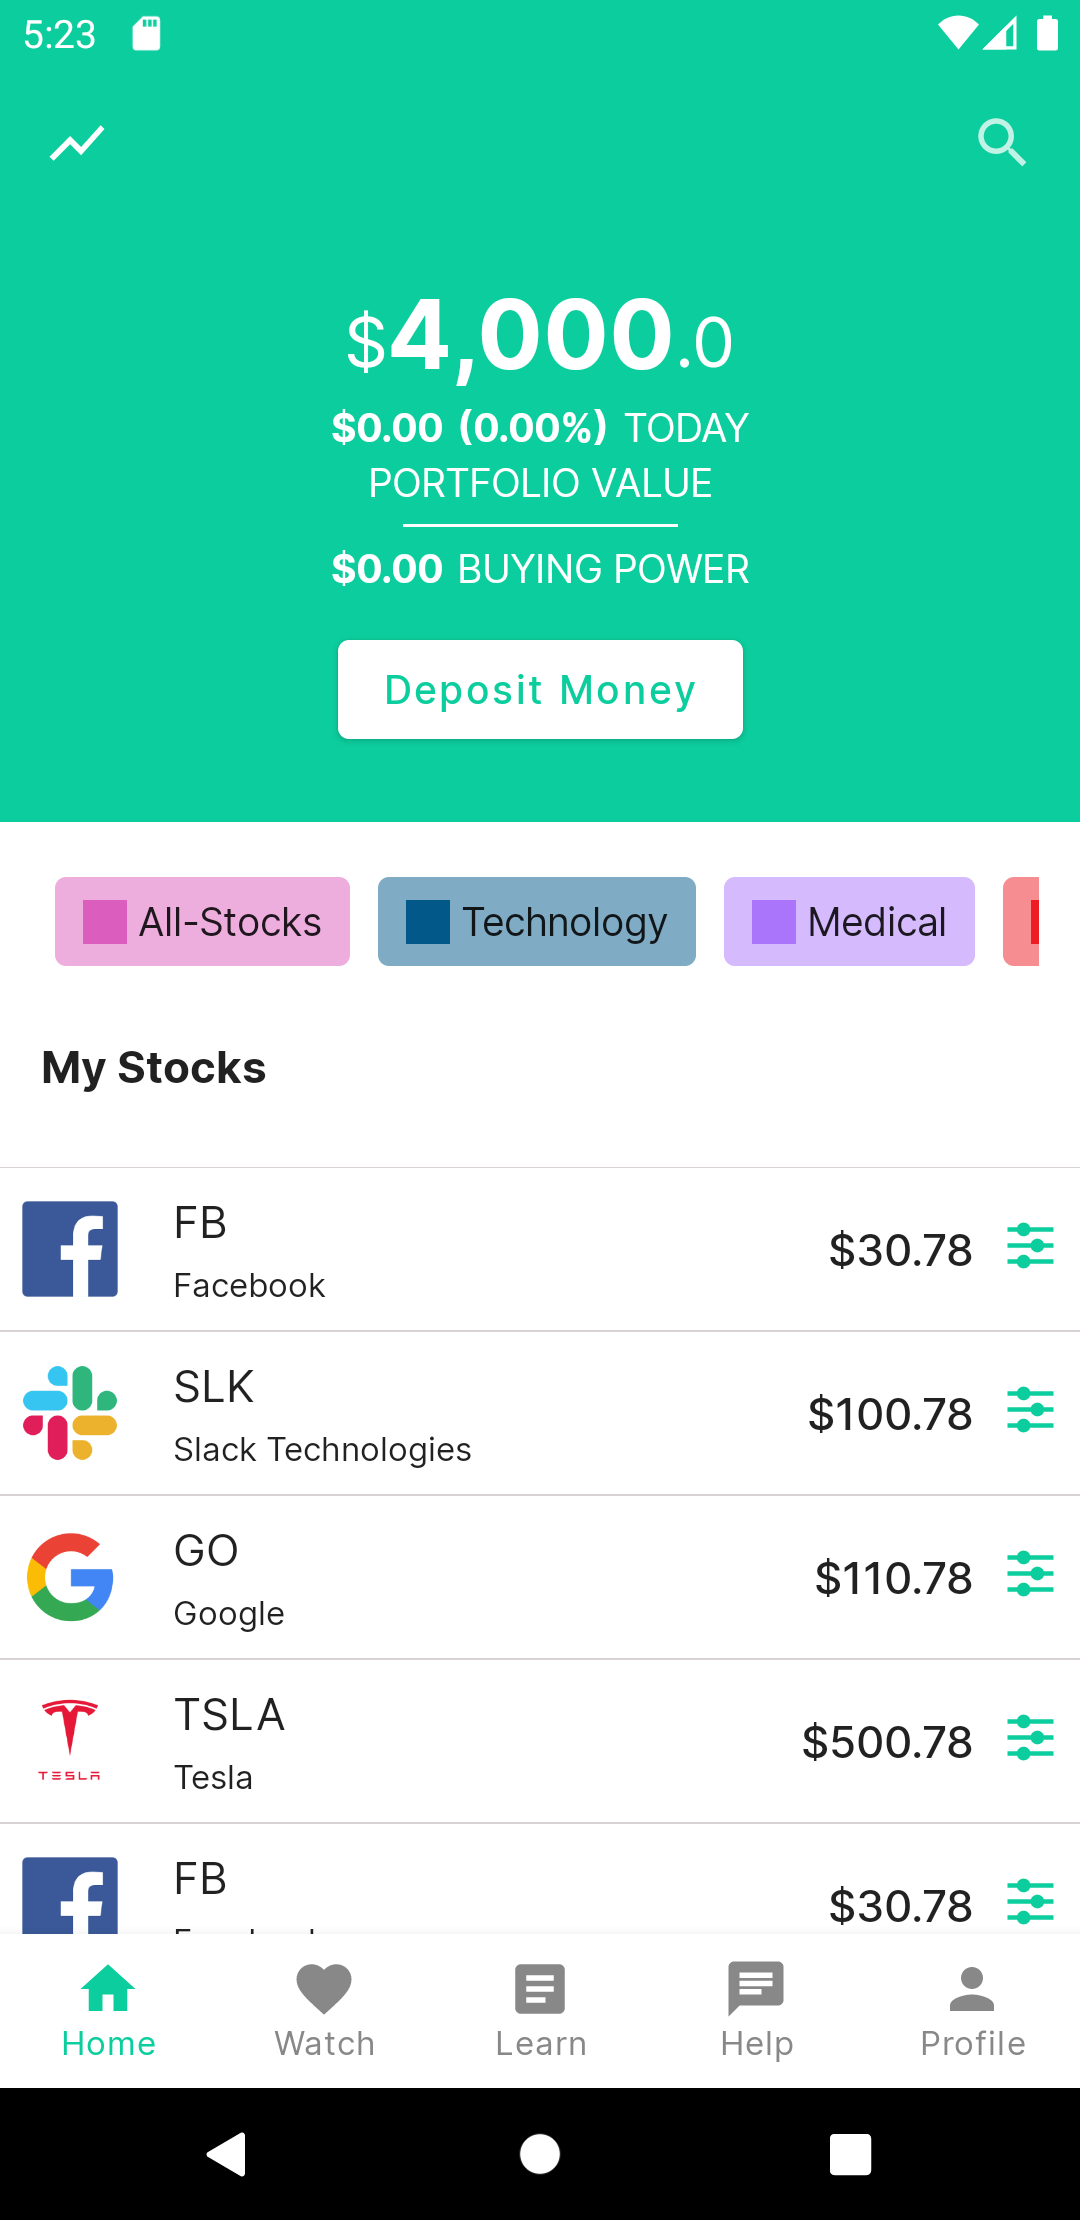 5:23
$4,000.0
$0.00 (0.00%) TODAY
PORTFOLIO VALUE
$0.00 BUYING POWER
Deposit Money
All-Stocks Technology Medical
My Stocks
FB
Facebook
$30.78
SLK
Slack Technologies
$100.78
GO
Google
$110.78
TESLA
TSLA
Tesla
$500.78
FB
$30.78
Home Watch Learn Help Profile